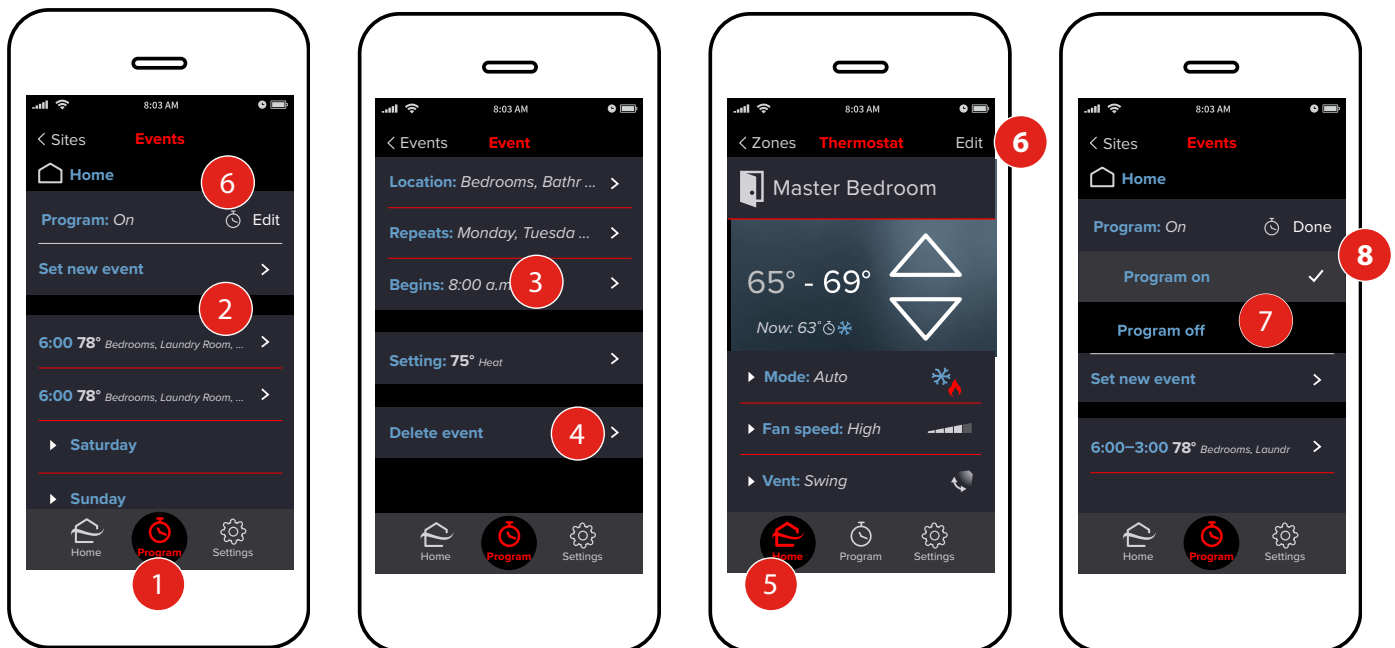 8:03 AM
< Sites Events
Home
6
Program: On Edit
Set new event >
2
6:00 78° Bedrooms, Laundry Room, ... >
6:00 78° Bedrooms, Laundry Room, ... >
Saturday
Sunday
Home Program Settings
1
8:03 AM
< Events Event
Location: Bedrooms, Bathr ... >
Repeats: Monday, Tuesda ... >
Begins: 8:00 a.m 3 >
Setting: 75° Heat >
Delete event 4 >
Home Program Settings
8:03 AM
< Zones Thermostat Edit 6
Master Bedroom
65° - 69°
Now: 63°
Mode: Auto
Fan speed: High
Vent: Swing
Home Program Settings
5
8:03 AM
< Sites Events
Home
Program: On Done
8
Program on
Program off 7
Set new event >
6:00–3:00 78° Bedrooms, Laundr >
Home Program Settings